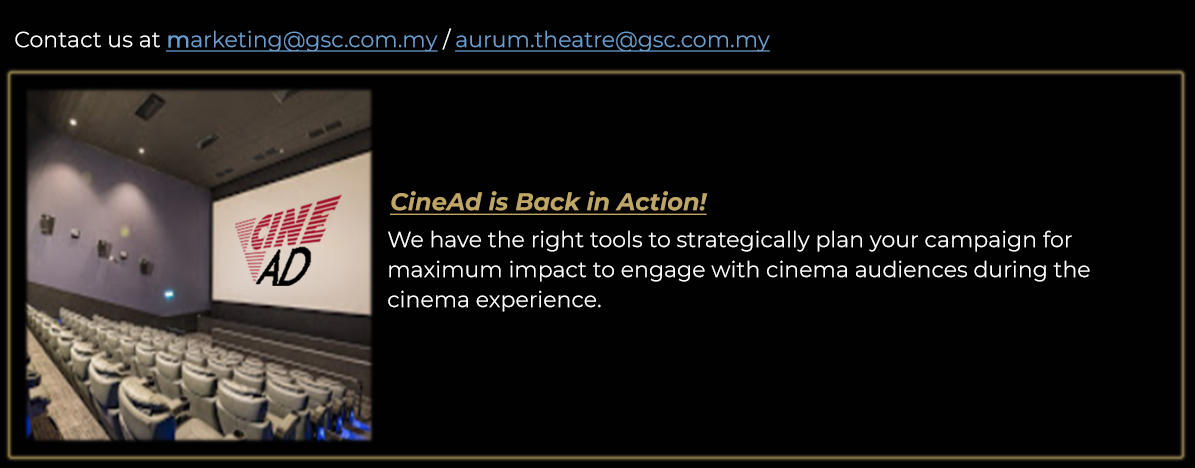 Contact us at marketing@gsc.com.my / aurum.theatre@gsc.com.my
CINE
AD
CineAd is Back in Action!
We have the right tools to strategically plan your campaign for
maximum impact to engage with cinema audiences during the
cinema experience.